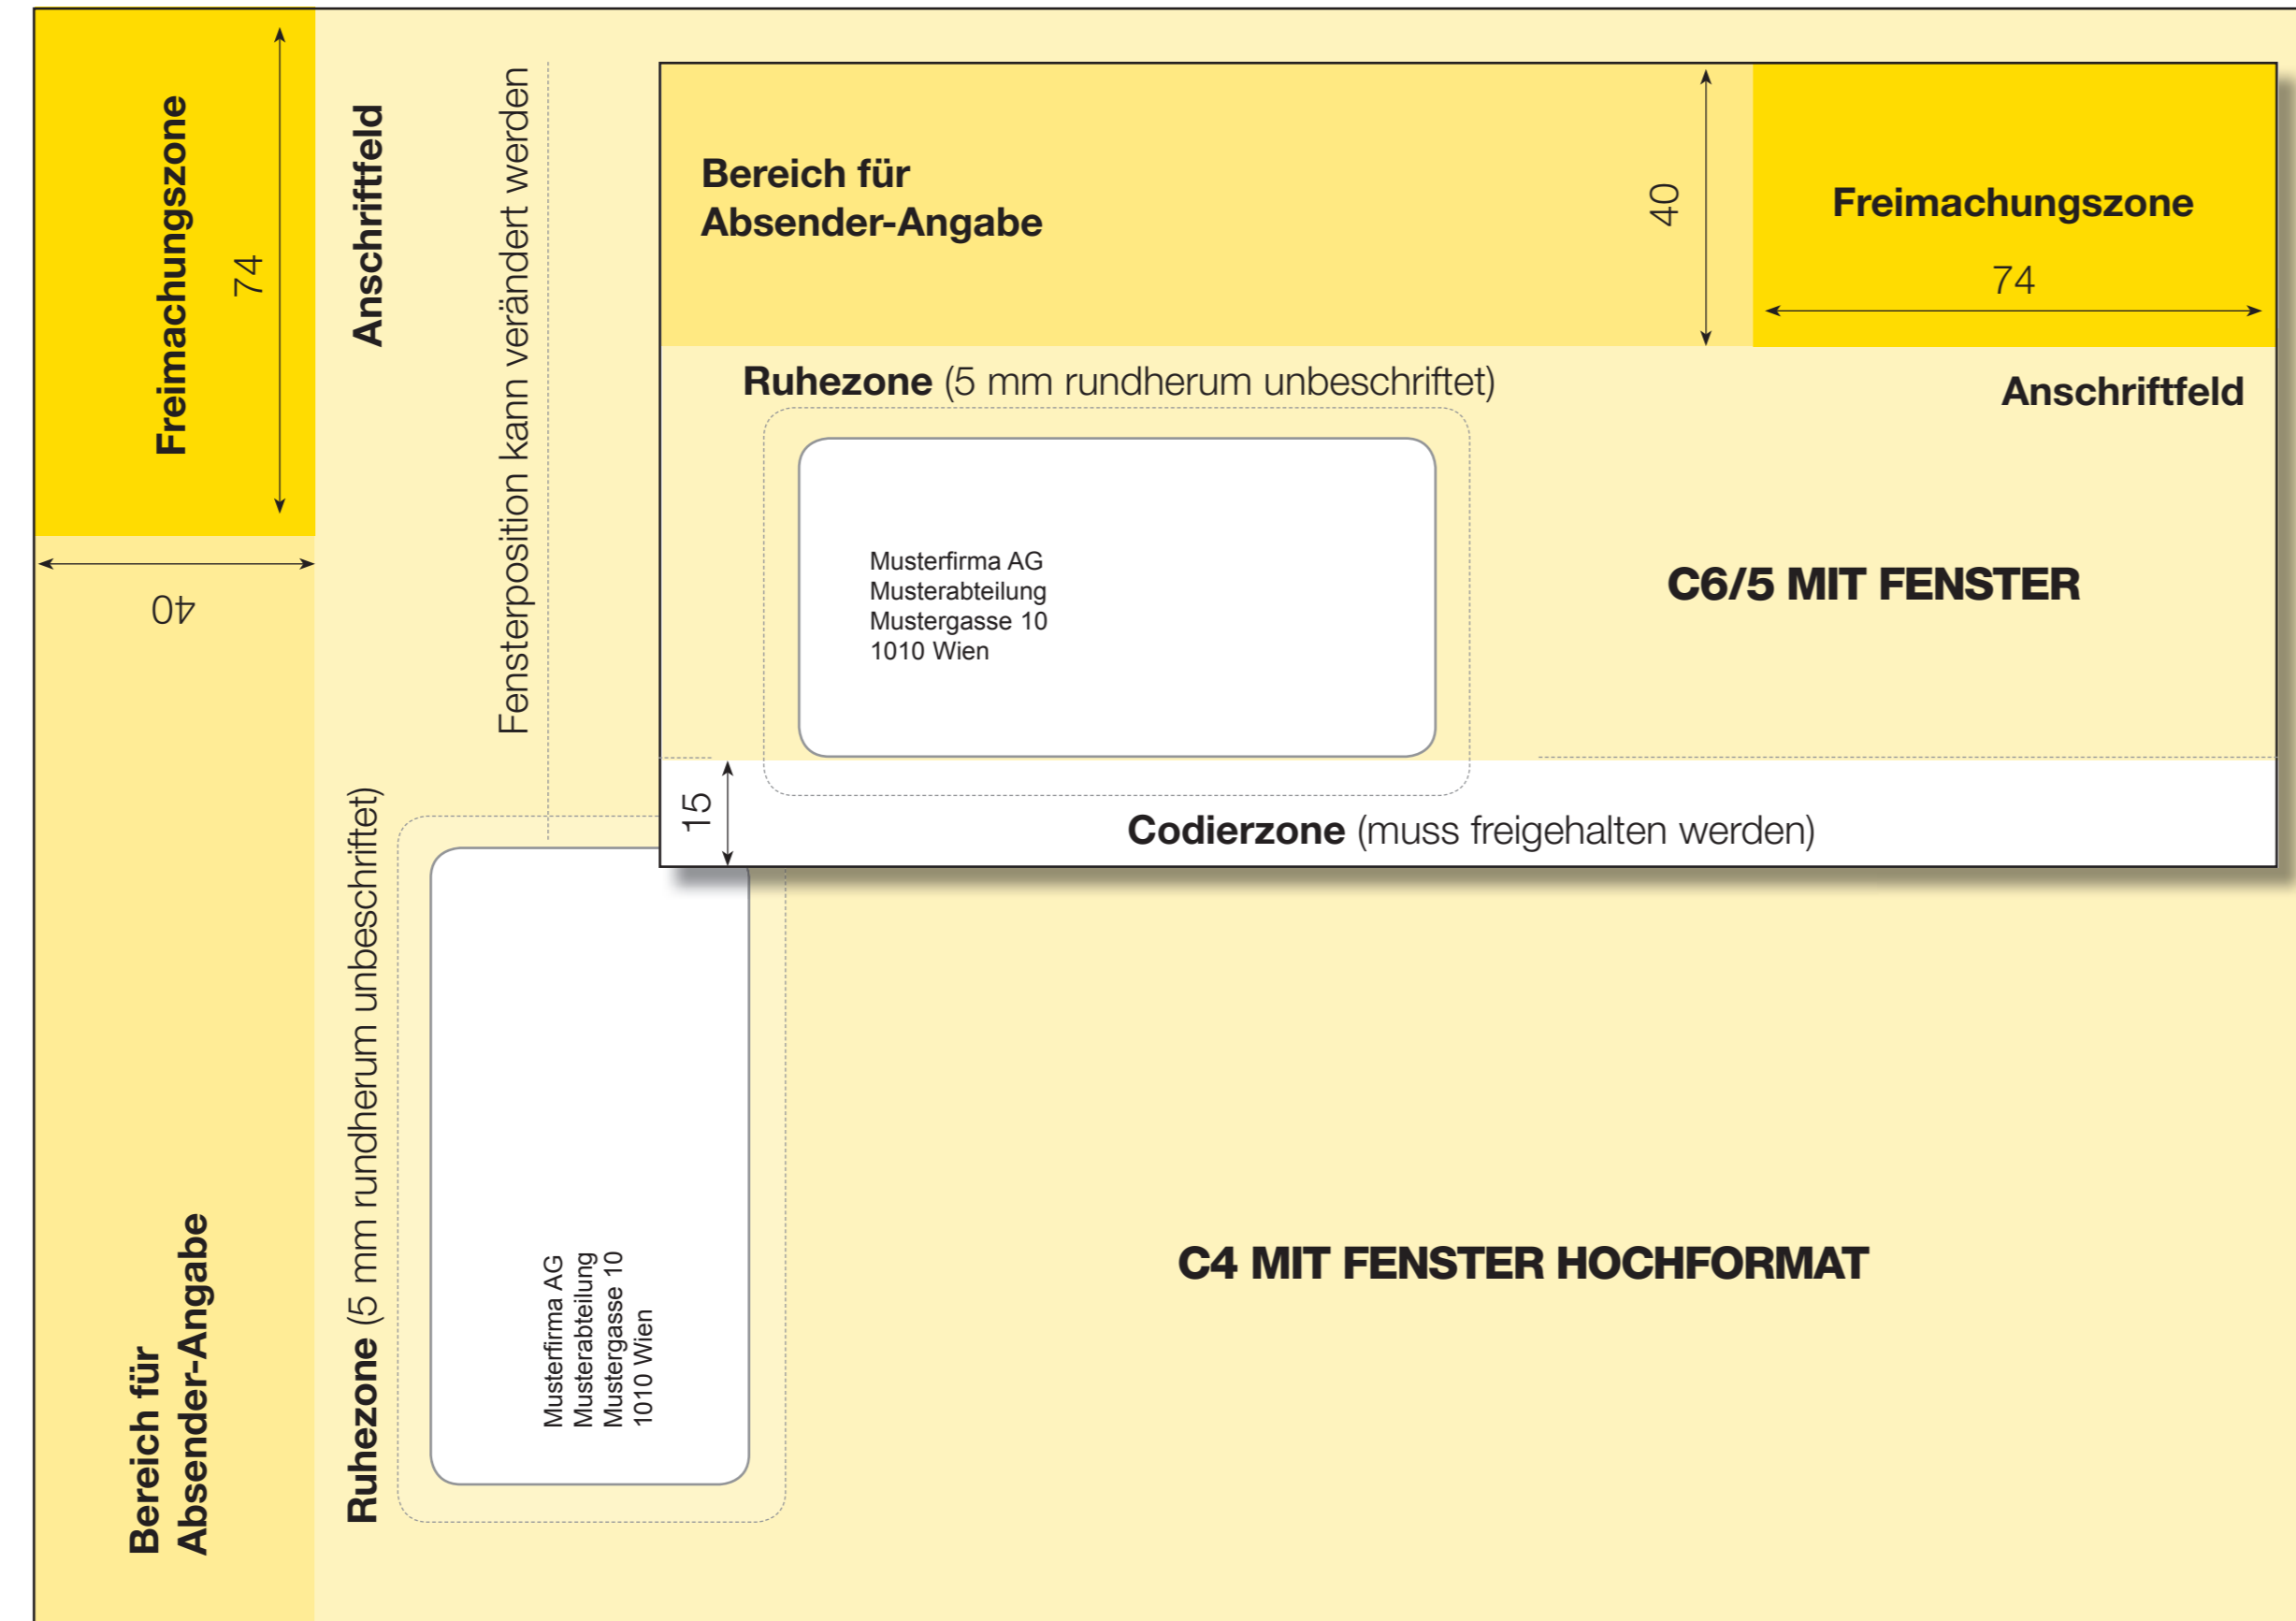 Freimachungszone
74
40
Bereich für
Absender-Angabe
Anschriftfeld
Ruhezone (5 mm rundherum unbeschriftet)
Fensterposition kann verändert werden
Musterfirma AG
Musterabteilung
Mustergasse 10
1010 Wien
C4 MIT FENSTER HOCHFORMAT
Bereich für
Absender-Angabe
40
Freimachungszone
74
Ruhezone (5 mm rundherum unbeschriftet)
Anschriftfeld
Musterfirma AG
Musterabteilung
Mustergasse 10
1010 Wien
C6/5 MIT FENSTER
15
Codierzone (muss freigehalten werden)